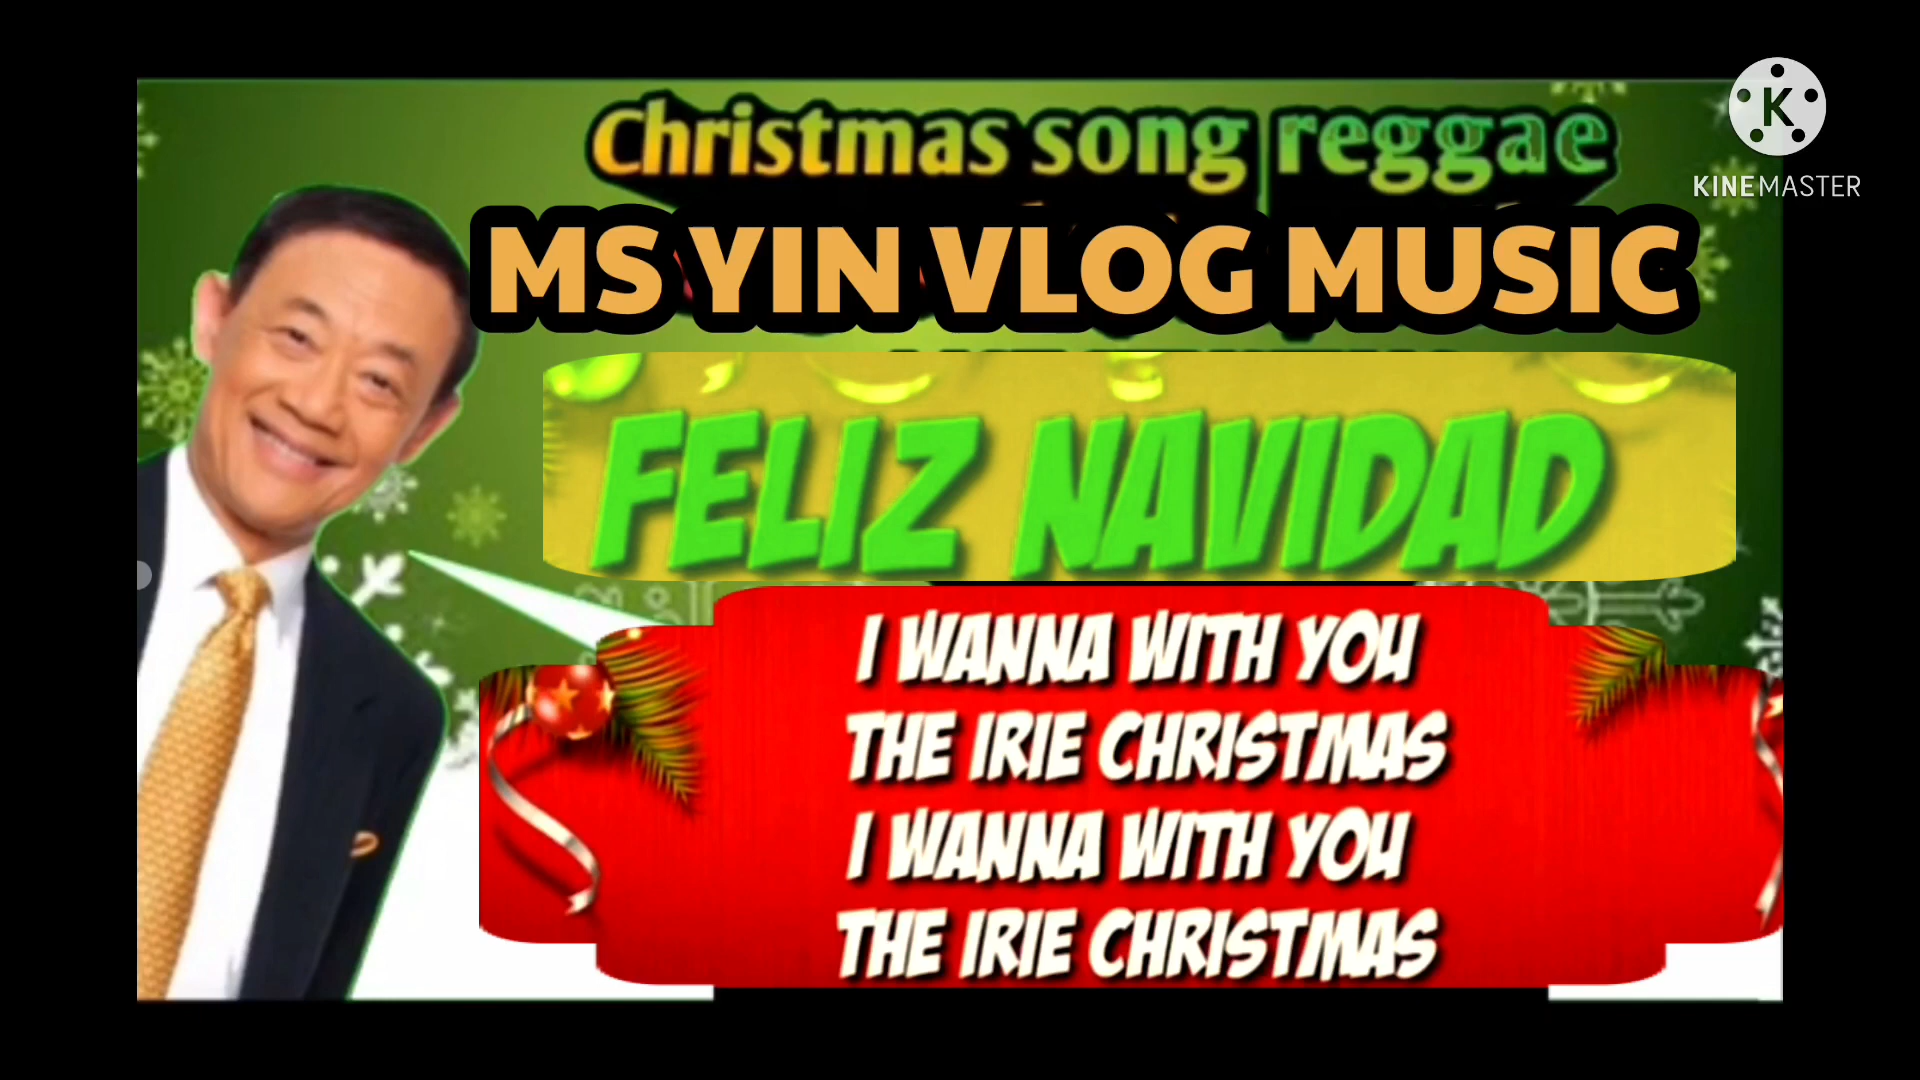 Christmas song reggae
K
KINEMASTER
MS YIN VLOG MUSIC
FELIZ NAVIDAD
I WANNA WITH YOU
THE IRIE CHRISTMAS
I WANNA WITH YOU
THE IRIE CHRISTMAS